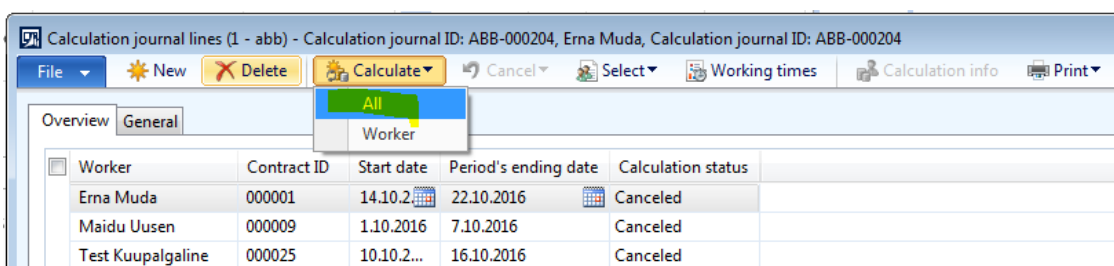 Calculation journal lines (1 - abb) - Calculation journal ID: ABB-000204, Erna Muda, Calculation journal ID: ABB-000204
File New Delete Calculate Cancel Select Working times Calculation info Print
All
Worker
Overview General
Worker Contract ID Start date Period's ending date Calculation status
Erna Muda 000001 14.10.2 22.10.2016 Canceled
Maidu Uusen 000009 1.10.2016 7.10.2016 Canceled
Test Kuupalgaline 000025 10.10.2... 16.10.2016 Canceled